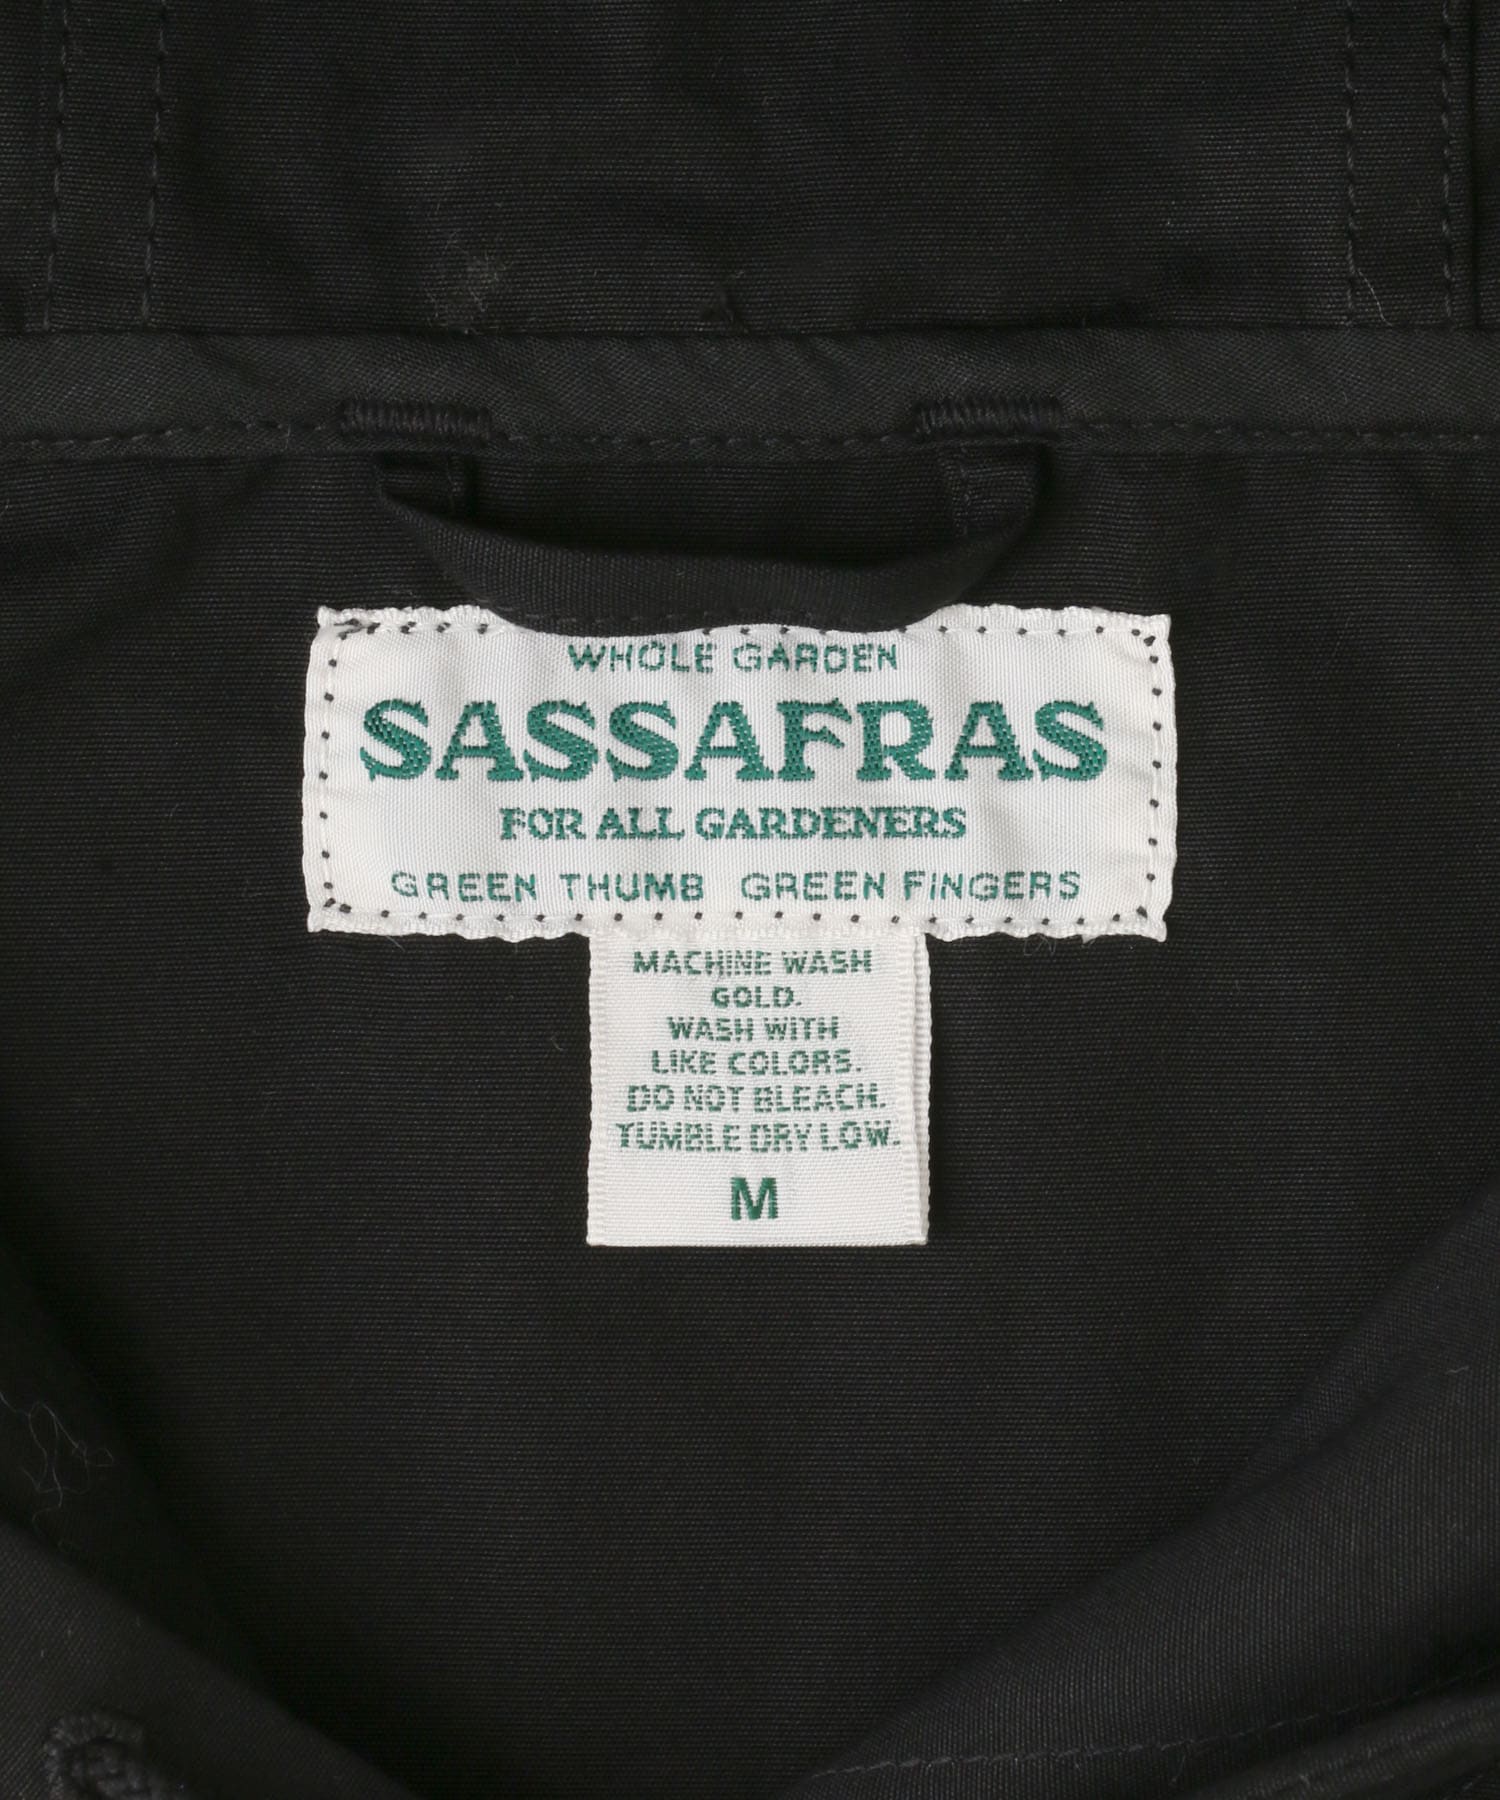 WHOLE GARDEN
SASSAFRAS
FOR ALL GARDENERS
GREEN THUMB GREEN FINGERS
MACHINE WASH
GOLD.
WASH WITH
LIKE COLORS.
DO NOT BLEACH.
TUMBLE DRY LOW.
M